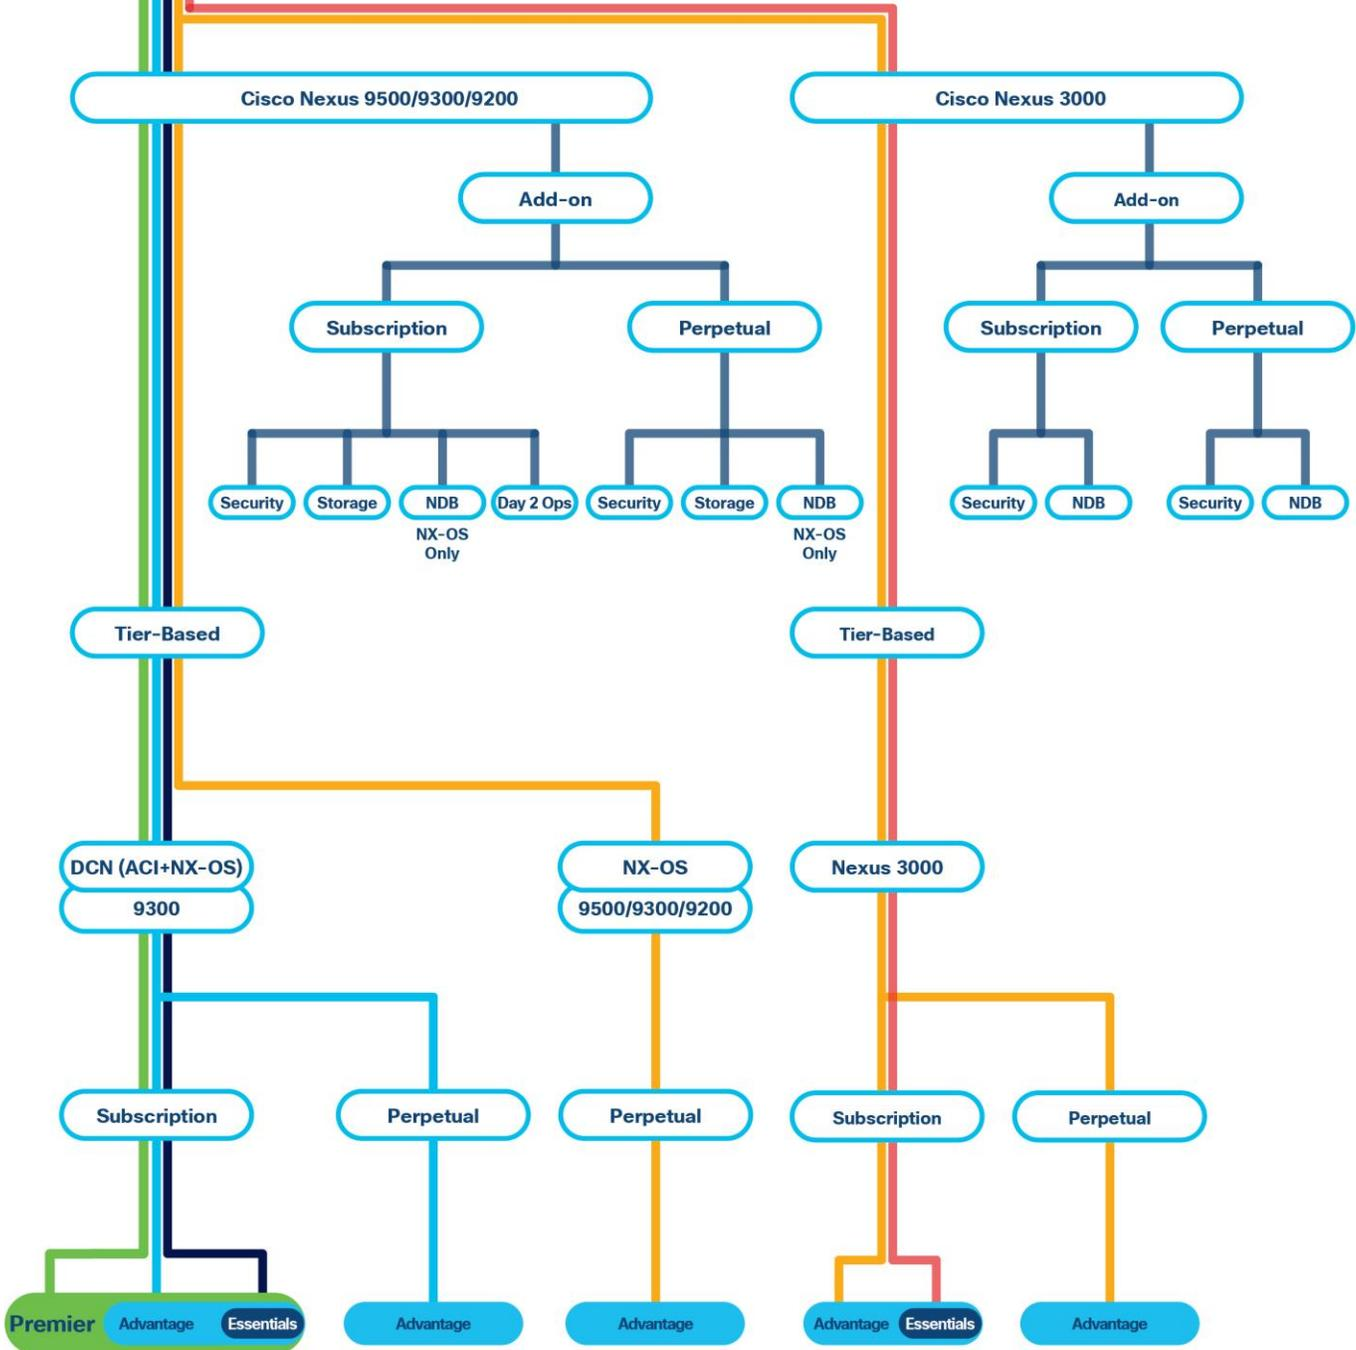 Cisco Nexus 9500/9300/9200
Cisco Nexus 3000
Add-on
Add-on
Subscription
Perpetual
Subscription
Perpetual
Security
Storage
NDB
Day 2 Ops
Security
Storage
NDB
Security
NDB
Security
NDB
NX-OS
Only
NX-OS
Only
Tier-Based
Tier-Based
DCN (ACI+NX-OS)
NX-OS
Nexus 3000
9300
9500/9300/9200
Subscription
Perpetual
Perpetual
Subscription
Perpetual
Premier
Advantage
Essentials
Advantage
Advantage
Advantage
Essentials
Advantage